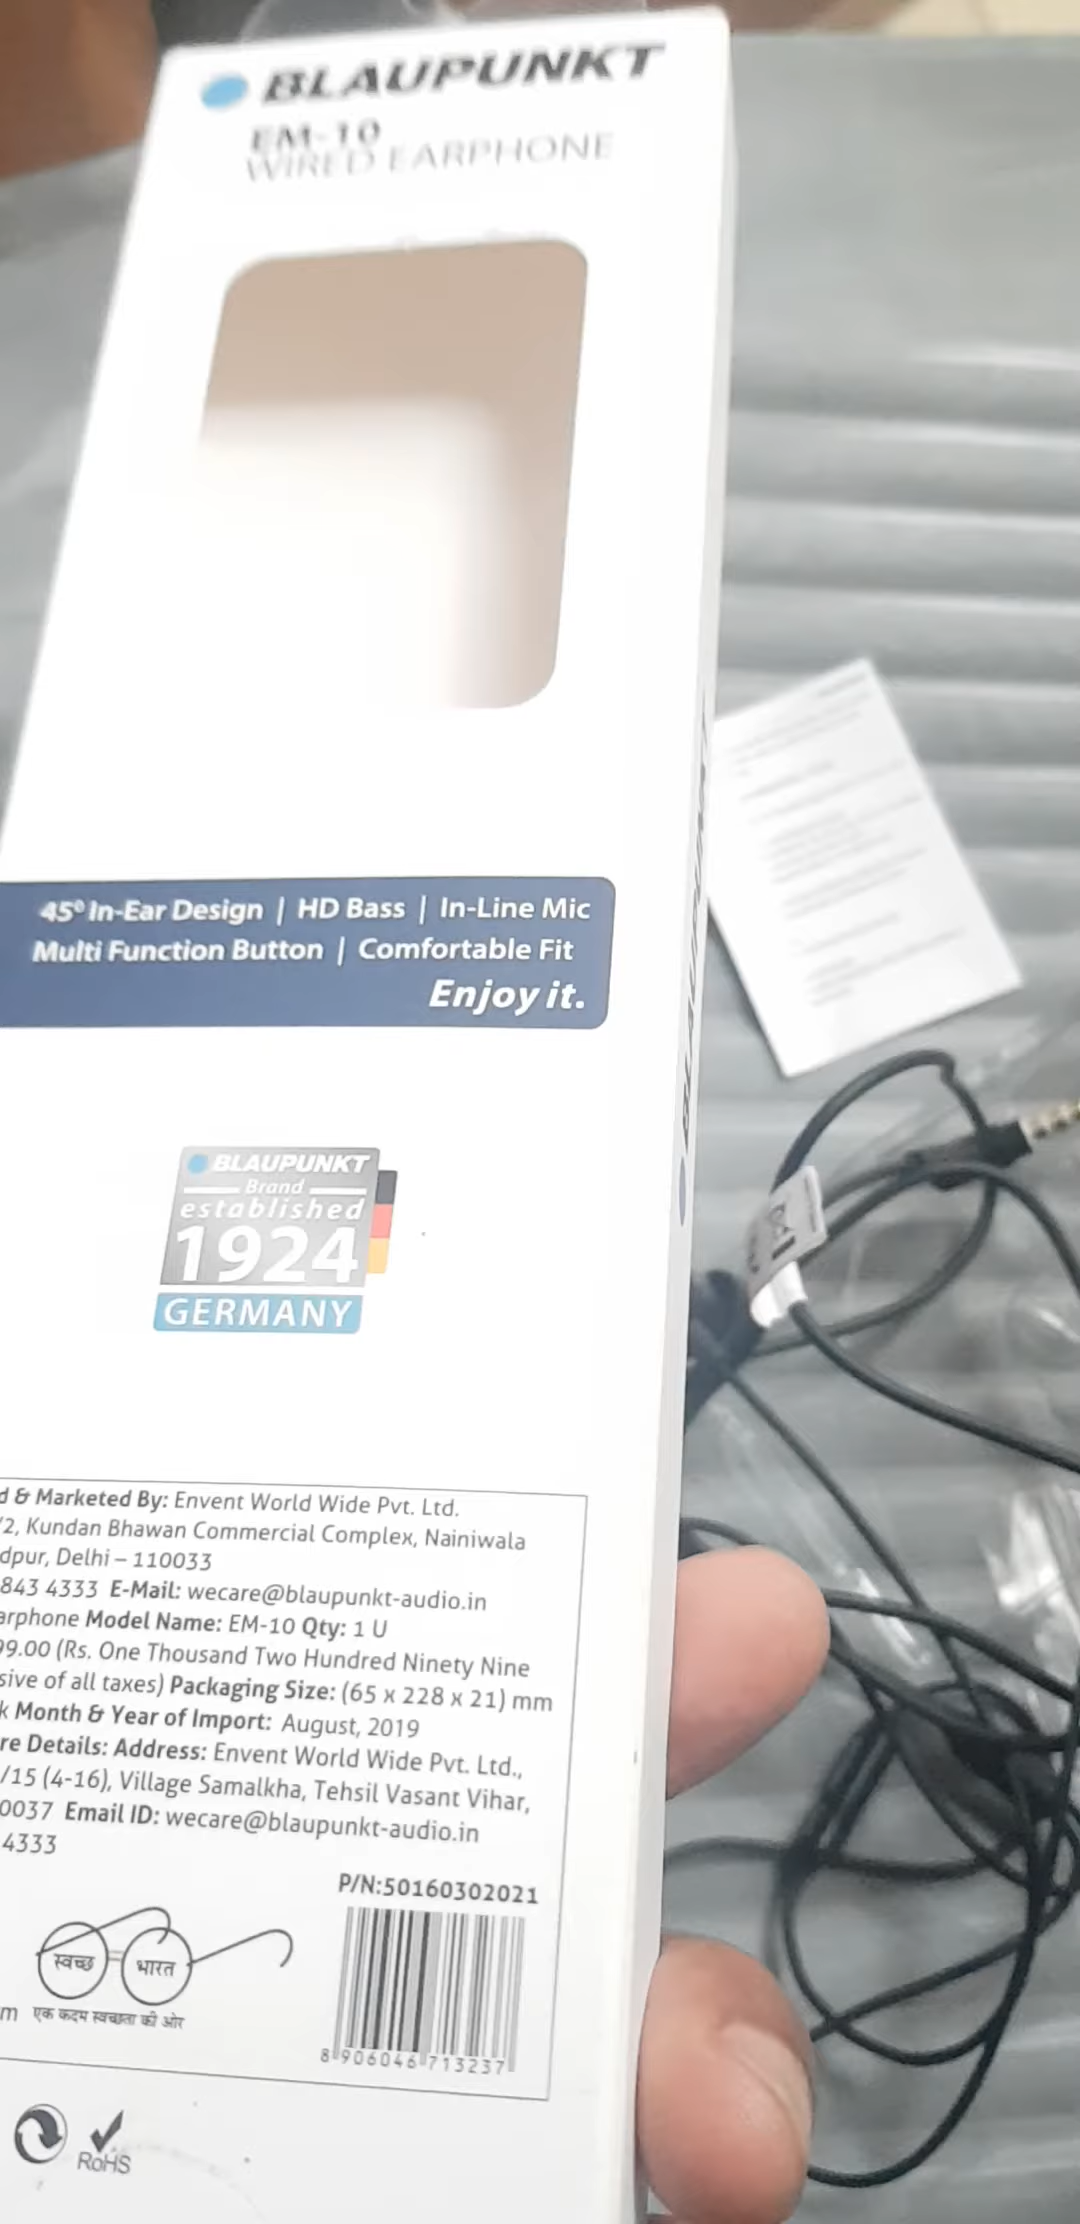 BLAUPUNKT
EM-10
WIRED EARPHONE
45° In-Ear Design | HD Bass | In-Line Mic
Multi Function Button | Comfortable Fit
Enjoy it.
BLAUPUNKT
BLAUPUNKT
Brand
established
1924
GERMANY
d & Marketed By: Envent World Wide Pvt. Ltd.
/2, Kundan Bhawan Commercial Complex, Nainiwala
dpur, Delhi – 110033
843 4333 E-Mail: wecare@blaupunkt-audio.in
arphone Model Name: EM-10 Qty: 1 U
99.00 (Rs. One Thousand Two Hundred Ninety Nine
sive of all taxes) Packaging Size: (65 x 228 x 21) mm
k Month & Year of Import: August, 2019
re Details: Address: Envent World Wide Pvt. Ltd.,
/15 (4-16), Village Samalkha, Tehsil Vasant Vihar,
0037 Email ID: wecare@blaupunkt-audio.in
4333
P/N:50160302021
स्वच्छ भारत
m एक कदम स्वच्छता की ओर
8 906046 713237
RoHS